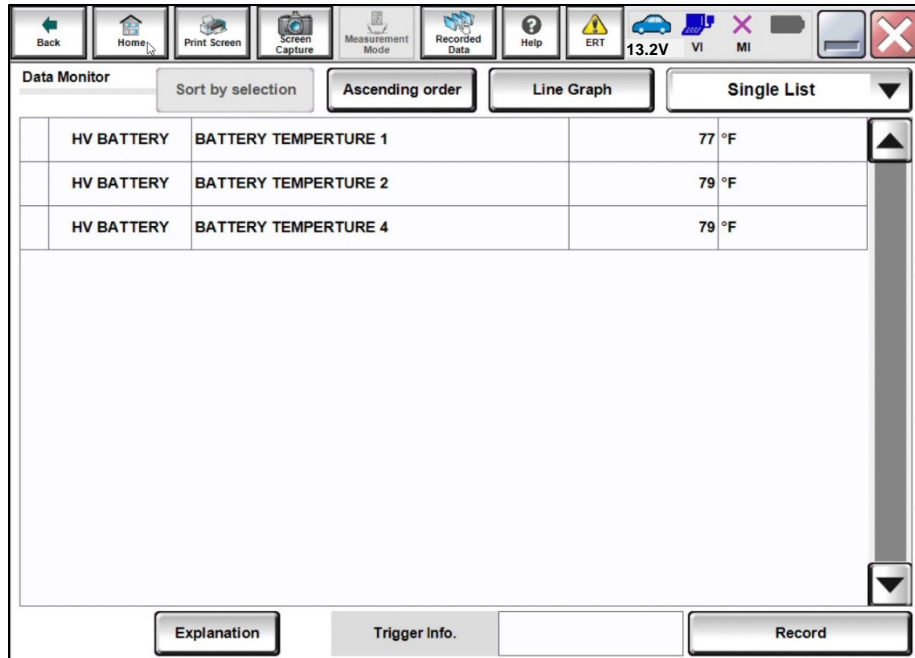 Back
Home
Print Screen
Screen Capture
Measurement Mode
Recorded Data
Help
ERT
13.2V
VI
MI
Data Monitor
Sort by selection
Ascending order
Line Graph
Single List
HV BATTERY BATTERY TEMPERTURE 1 77 °F
HV BATTERY BATTERY TEMPERTURE 2 79 °F
HV BATTERY BATTERY TEMPERTURE 4 79 °F
Explanation
Trigger Info.
Record